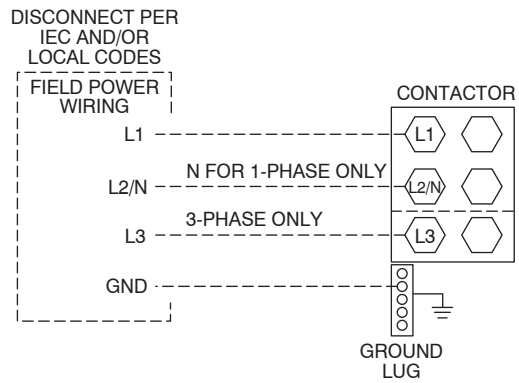 DISCONNECT PER
IEC AND/OR
LOCAL CODES
FIELD POWER
WIRING
CONTACTOR
L1
L1
L2/N
N FOR 1-PHASE ONLY
L2/N
L3
3-PHASE ONLY
L3
GND
GROUND
LUG